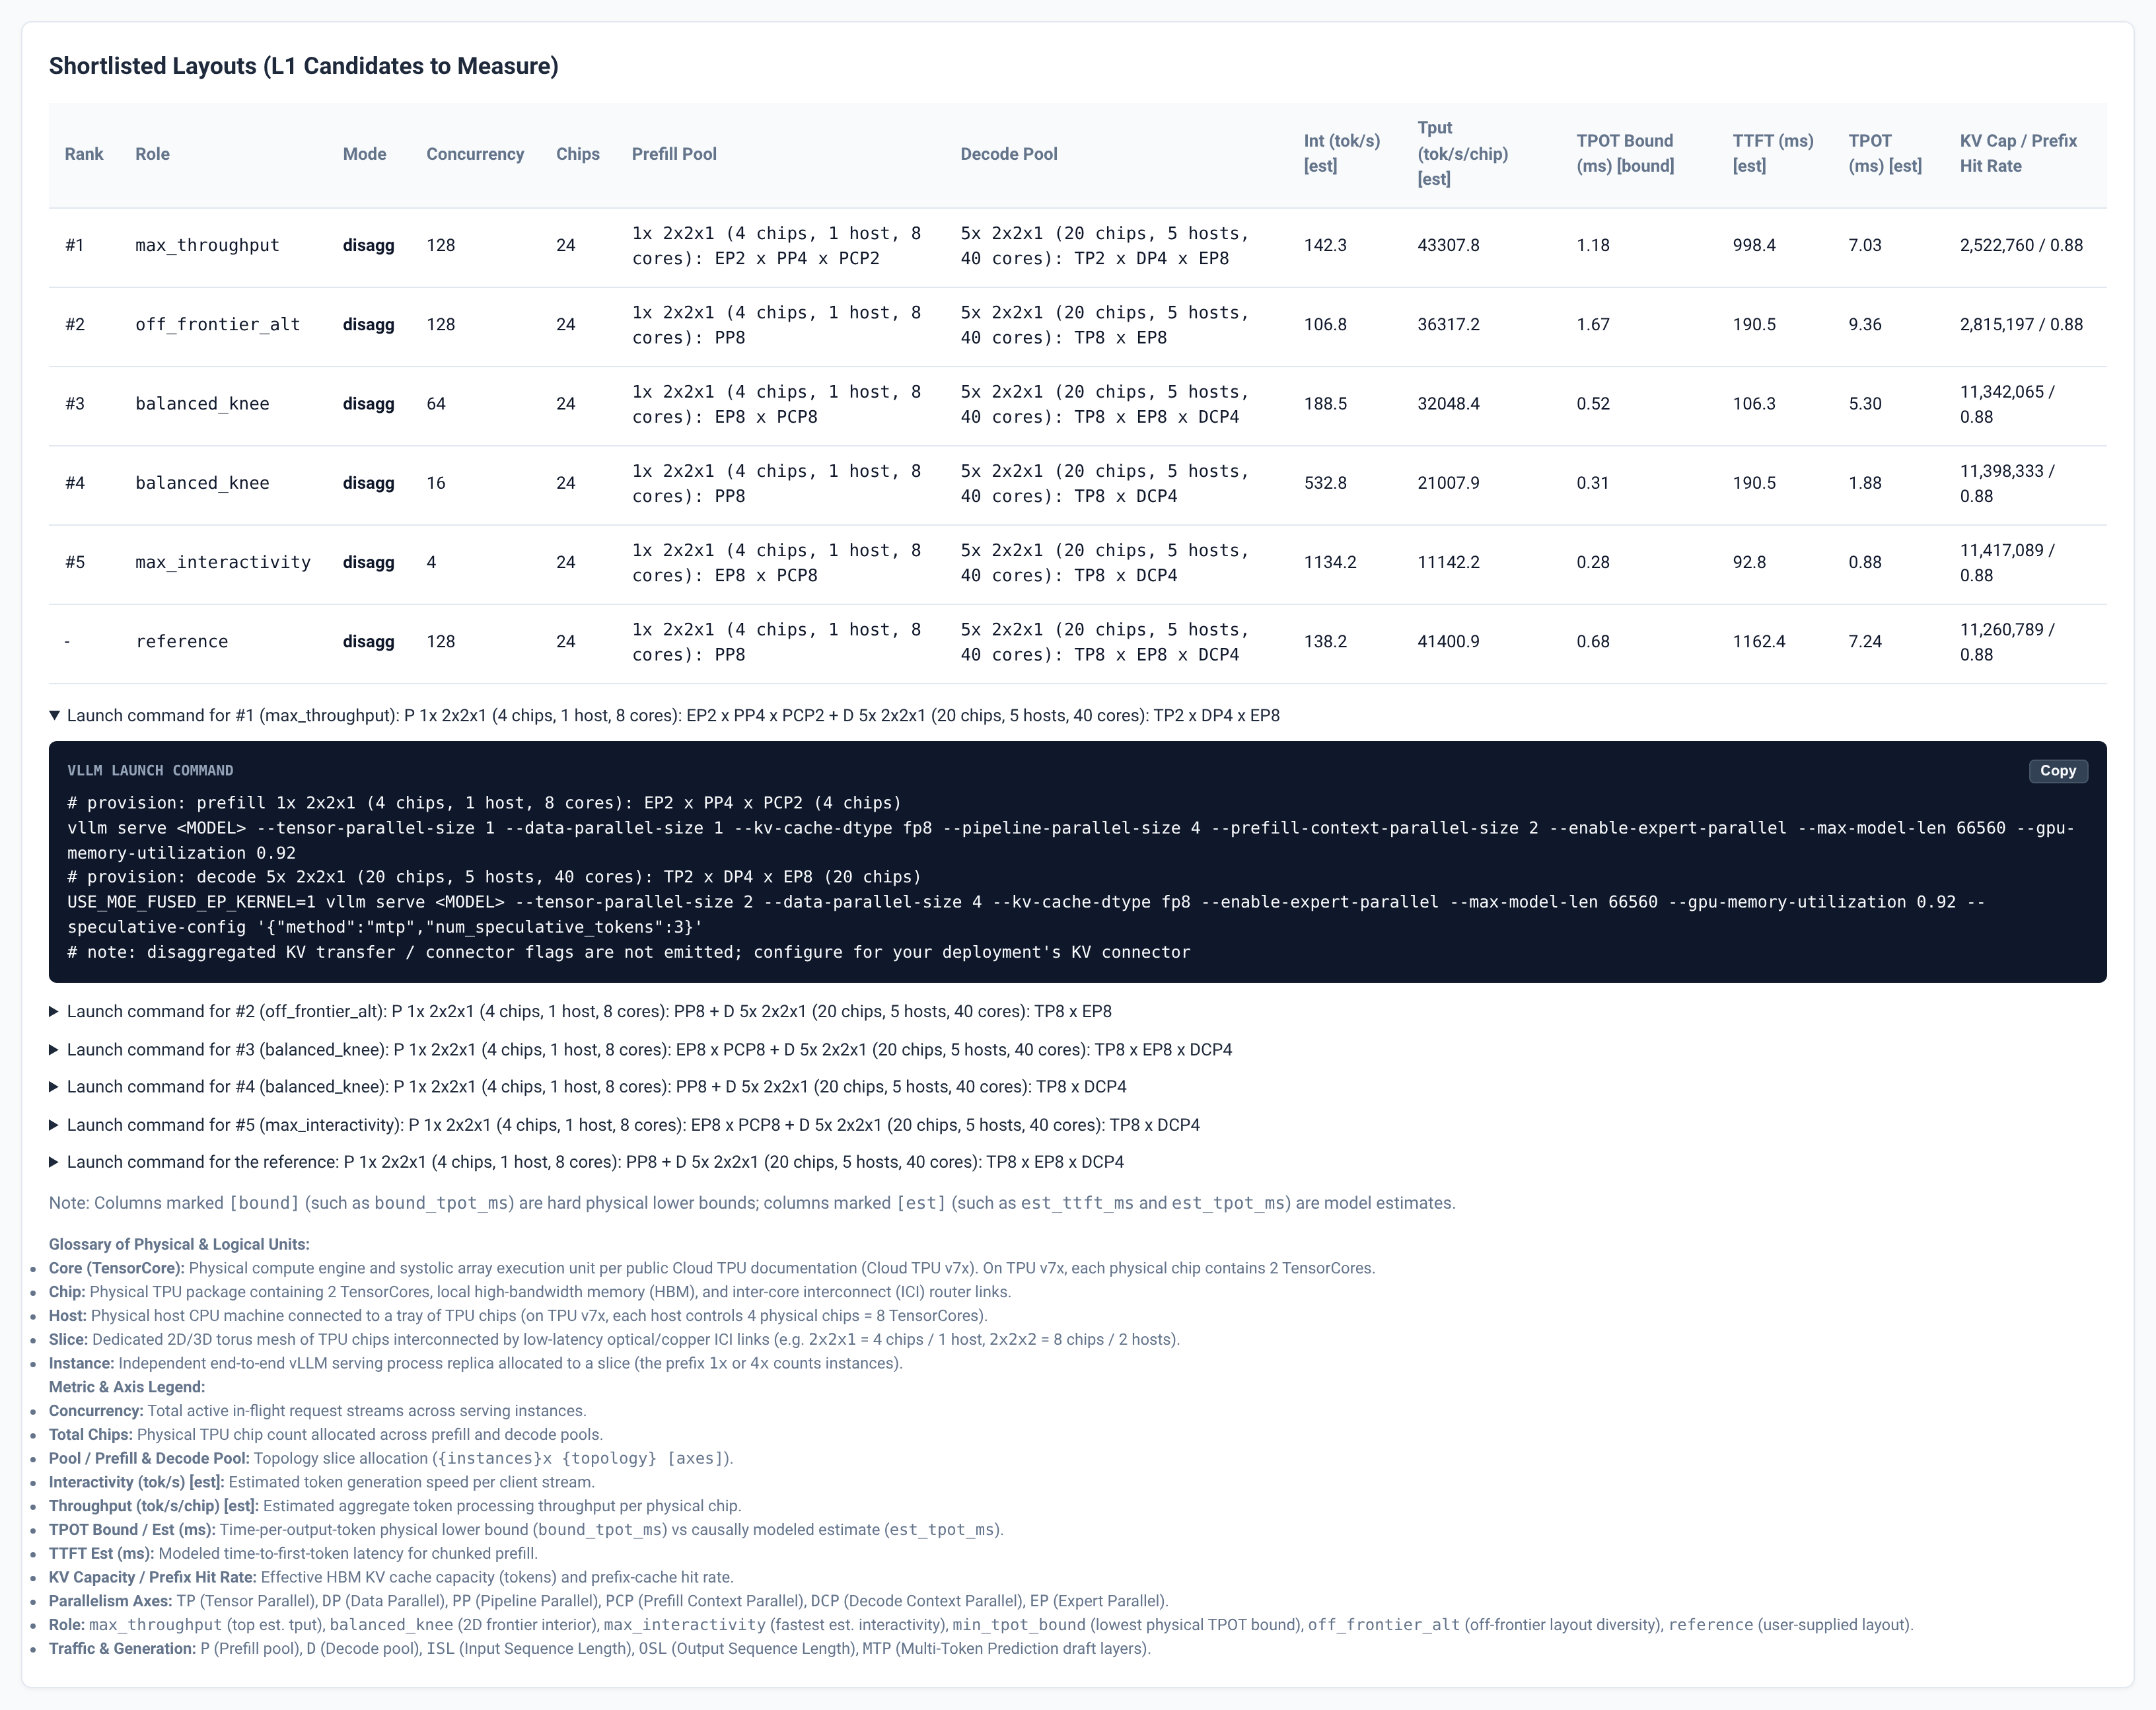 Shortlisted Layouts (L1 Candidates to Measure)
Rank Role Mode Concurrency Chips Prefill Pool Decode Pool Int (tok/s) [est] Tput (tok/s/chip) [est] TPOT Bound (ms) [bound] TTFT (ms) [est] TPOT (ms) [est] KV Cap / Prefix Hit Rate
#1 max_throughput disagg 128 24 1x 2x2x1 (4 chips, 1 host, 8 cores): EP2 x PP4 x PCP2 5x 2x2x1 (20 chips, 5 hosts, 40 cores): TP2 x DP4 x EP8 142.3 43307.8 1.18 998.4 7.03 2,522,760 / 0.88
#2 off_frontier_alt disagg 128 24 1x 2x2x1 (4 chips, 1 host, 8 cores): PP8 5x 2x2x1 (20 chips, 5 hosts, 40 cores): TP8 x EP8 106.8 36317.2 1.67 190.5 9.36 2,815,197 / 0.88
#3 balanced_knee disagg 64 24 1x 2x2x1 (4 chips, 1 host, 8 cores): EP8 x PCP8 5x 2x2x1 (20 chips, 5 hosts, 40 cores): TP8 x EP8 x DCP4 188.5 32048.4 0.52 106.3 5.30 11,342,065 / 0.88
#4 balanced_knee disagg 16 24 1x 2x2x1 (4 chips, 1 host, 8 cores): PP8 5x 2x2x1 (20 chips, 5 hosts, 40 cores): TP8 x DCP4 532.8 21007.9 0.31 190.5 1.88 11,398,333 / 0.88
#5 max_interactivity disagg 4 24 1x 2x2x1 (4 chips, 1 host, 8 cores): EP8 x PCP8 5x 2x2x1 (20 chips, 5 hosts, 40 cores): TP8 x DCP4 1134.2 11142.2 0.28 92.8 0.88 11,417,089 / 0.88
- reference disagg 128 24 1x 2x2x1 (4 chips, 1 host, 8 cores): PP8 5x 2x2x1 (20 chips, 5 hosts, 40 cores): TP8 x EP8 x DCP4 138.2 41400.9 0.68 1162.4 7.24 11,260,789 / 0.88
▼ Launch command for #1 (max_throughput): P 1x 2x2x1 (4 chips, 1 host, 8 cores): EP2 x PP4 x PCP2 + D 5x 2x2x1 (20 chips, 5 hosts, 40 cores): TP2 x DP4 x EP8
VLLM LAUNCH COMMAND
Copy
# provision: prefill 1x 2x2x1 (4 chips, 1 host, 8 cores): EP2 x PP4 x PCP2 (4 chips)
vllm serve <MODEL> --tensor-parallel-size 1 --data-parallel-size 1 --kv-cache-dtype fp8 --pipeline-parallel-size 4 --prefill-context-parallel-size 2 --enable-expert-parallel --max-model-len 66560 --gpu-
memory-utilization 0.92
# provision: decode 5x 2x2x1 (20 chips, 5 hosts, 40 cores): TP2 x DP4 x EP8 (20 chips)
USE_MOE_FUSED_EP_KERNEL=1 vllm serve <MODEL> --tensor-parallel-size 2 --data-parallel-size 4 --kv-cache-dtype fp8 --enable-expert-parallel --max-model-len 66560 --gpu-memory-utilization 0.92 --
speculative-config '{"method":"mtp","num_speculative_tokens":3}'
# note: disaggregated KV transfer / connector flags are not emitted; configure for your deployment's KV connector
▶ Launch command for #2 (off_frontier_alt): P 1x 2x2x1 (4 chips, 1 host, 8 cores): PP8 + D 5x 2x2x1 (20 chips, 5 hosts, 40 cores): TP8 x EP8
▶ Launch command for #3 (balanced_knee): P 1x 2x2x1 (4 chips, 1 host, 8 cores): EP8 x PCP8 + D 5x 2x2x1 (20 chips, 5 hosts, 40 cores): TP8 x EP8 x DCP4
▶ Launch command for #4 (balanced_knee): P 1x 2x2x1 (4 chips, 1 host, 8 cores): PP8 + D 5x 2x2x1 (20 chips, 5 hosts, 40 cores): TP8 x DCP4
▶ Launch command for #5 (max_interactivity): P 1x 2x2x1 (4 chips, 1 host, 8 cores): EP8 x PCP8 + D 5x 2x2x1 (20 chips, 5 hosts, 40 cores): TP8 x DCP4
▶ Launch command for the reference: P 1x 2x2x1 (4 chips, 1 host, 8 cores): PP8 + D 5x 2x2x1 (20 chips, 5 hosts, 40 cores): TP8 x EP8 x DCP4
Note: Columns marked [bound] (such as bound_tpot_ms) are hard physical lower bounds; columns marked [est] (such as est_ttft_ms and est_tpot_ms) are model estimates.
Glossary of Physical & Logical Units:
• Core (TensorCore): Physical compute engine and systolic array execution unit per public Cloud TPU documentation (Cloud TPU v7x). On TPU v7x, each physical chip contains 2 TensorCores.
• Chip: Physical TPU package containing 2 TensorCores, local high-bandwidth memory (HBM), and inter-core interconnect (ICI) router links.
• Host: Physical host CPU machine connected to a tray of TPU chips (on TPU v7x, each host controls 4 physical chips = 8 TensorCores).
• Slice: Dedicated 2D/3D torus mesh of TPU chips interconnected by low-latency optical/copper ICI links (e.g. 2x2x1 = 4 chips / 1 host, 2x2x2 = 8 chips / 2 hosts).
• Instance: Independent end-to-end vLLM serving process replica allocated to a slice (the prefix 1x or 4x counts instances).
Metric & Axis Legend:
• Concurrency: Total active in-flight request streams across serving instances.
• Total Chips: Physical TPU chip count allocated across prefill and decode pools.
• Pool / Prefill & Decode Pool: Topology slice allocation ({instances}x {topology} [axes]).
• Interactivity (tok/s) [est]: Estimated token generation speed per client stream.
• Throughput (tok/s/chip) [est]: Estimated aggregate token processing throughput per physical chip.
• TPOT Bound / Est (ms): Time-per-output-token physical lower bound (bound_tpot_ms) vs causally modeled estimate (est_tpot_ms).
• TTFT Est (ms): Modeled time-to-first-token latency for chunked prefill.
• KV Capacity / Prefix Hit Rate: Effective HBM KV cache capacity (tokens) and prefix-cache hit rate.
• Parallelism Axes: TP (Tensor Parallel), DP (Data Parallel), PP (Pipeline Parallel), PCP (Prefill Context Parallel), DCP (Decode Context Parallel), EP (Expert Parallel).
• Role: max_throughput (top est. tput), balanced_knee (2D frontier interior), max_interactivity (fastest est. interactivity), min_tpot_bound (lowest physical TPOT bound), off_frontier_alt (off-frontier layout diversity), reference (user-supplied layout).
• Traffic & Generation: P (Prefill pool), D (Decode pool), ISL (Input Sequence Length), OSL (Output Sequence Length), MTP (Multi-Token Prediction draft layers).